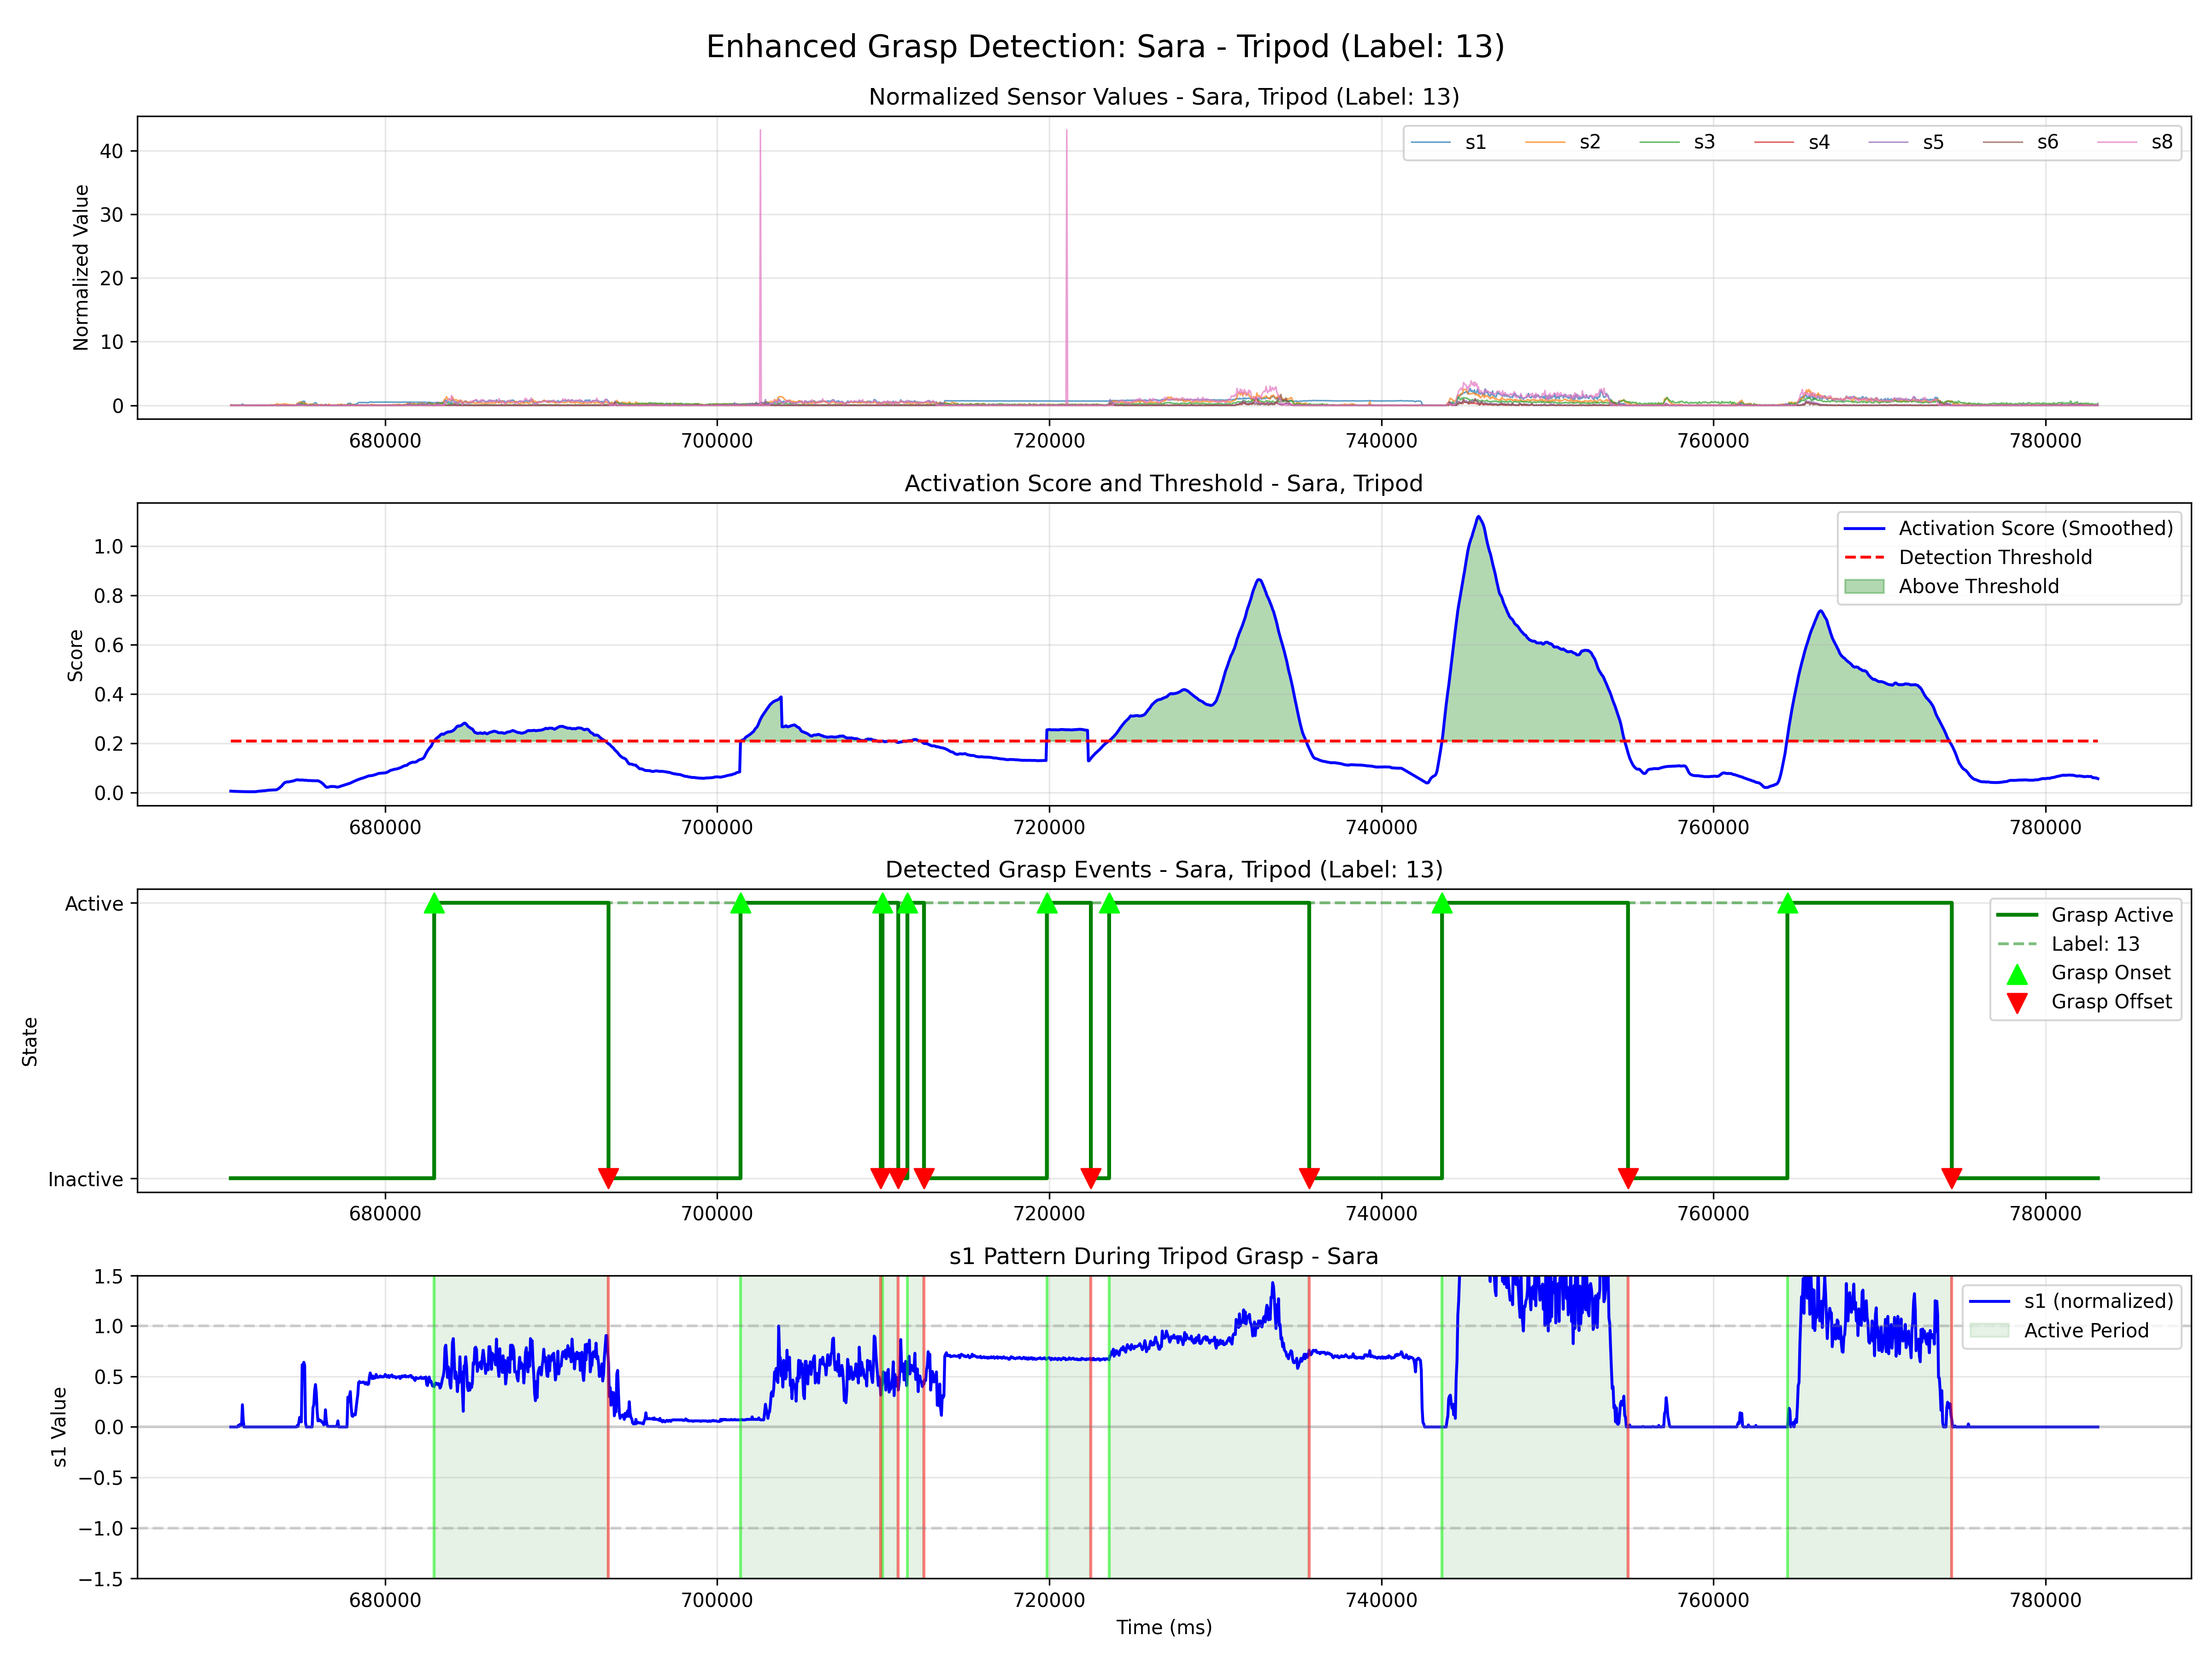 Enhanced Grasp Detection: Sara - Tripod (Label: 13)
Normalized Sensor Values - Sara, Tripod (Label: 13)
Normalized Value
40
30
20
10
0
s1 s2 s3 s4 s5 s6 s8
680000 700000 720000 740000 760000 780000
Activation Score and Threshold - Sara, Tripod
Score
1.0
0.8
0.6
0.4
0.2
0.0
Activation Score (Smoothed)
Detection Threshold
Above Threshold
680000 700000 720000 740000 760000 780000
Detected Grasp Events - Sara, Tripod (Label: 13)
State
Active
Inactive
Grasp Active
Label: 13
Grasp Onset
Grasp Offset
680000 700000 720000 740000 760000 780000
s1 Pattern During Tripod Grasp - Sara
s1 Value
1.5
1.0
0.5
0.0
−0.5
−1.0
−1.5
s1 (normalized)
Active Period
680000 700000 720000 740000 760000 780000
Time (ms)